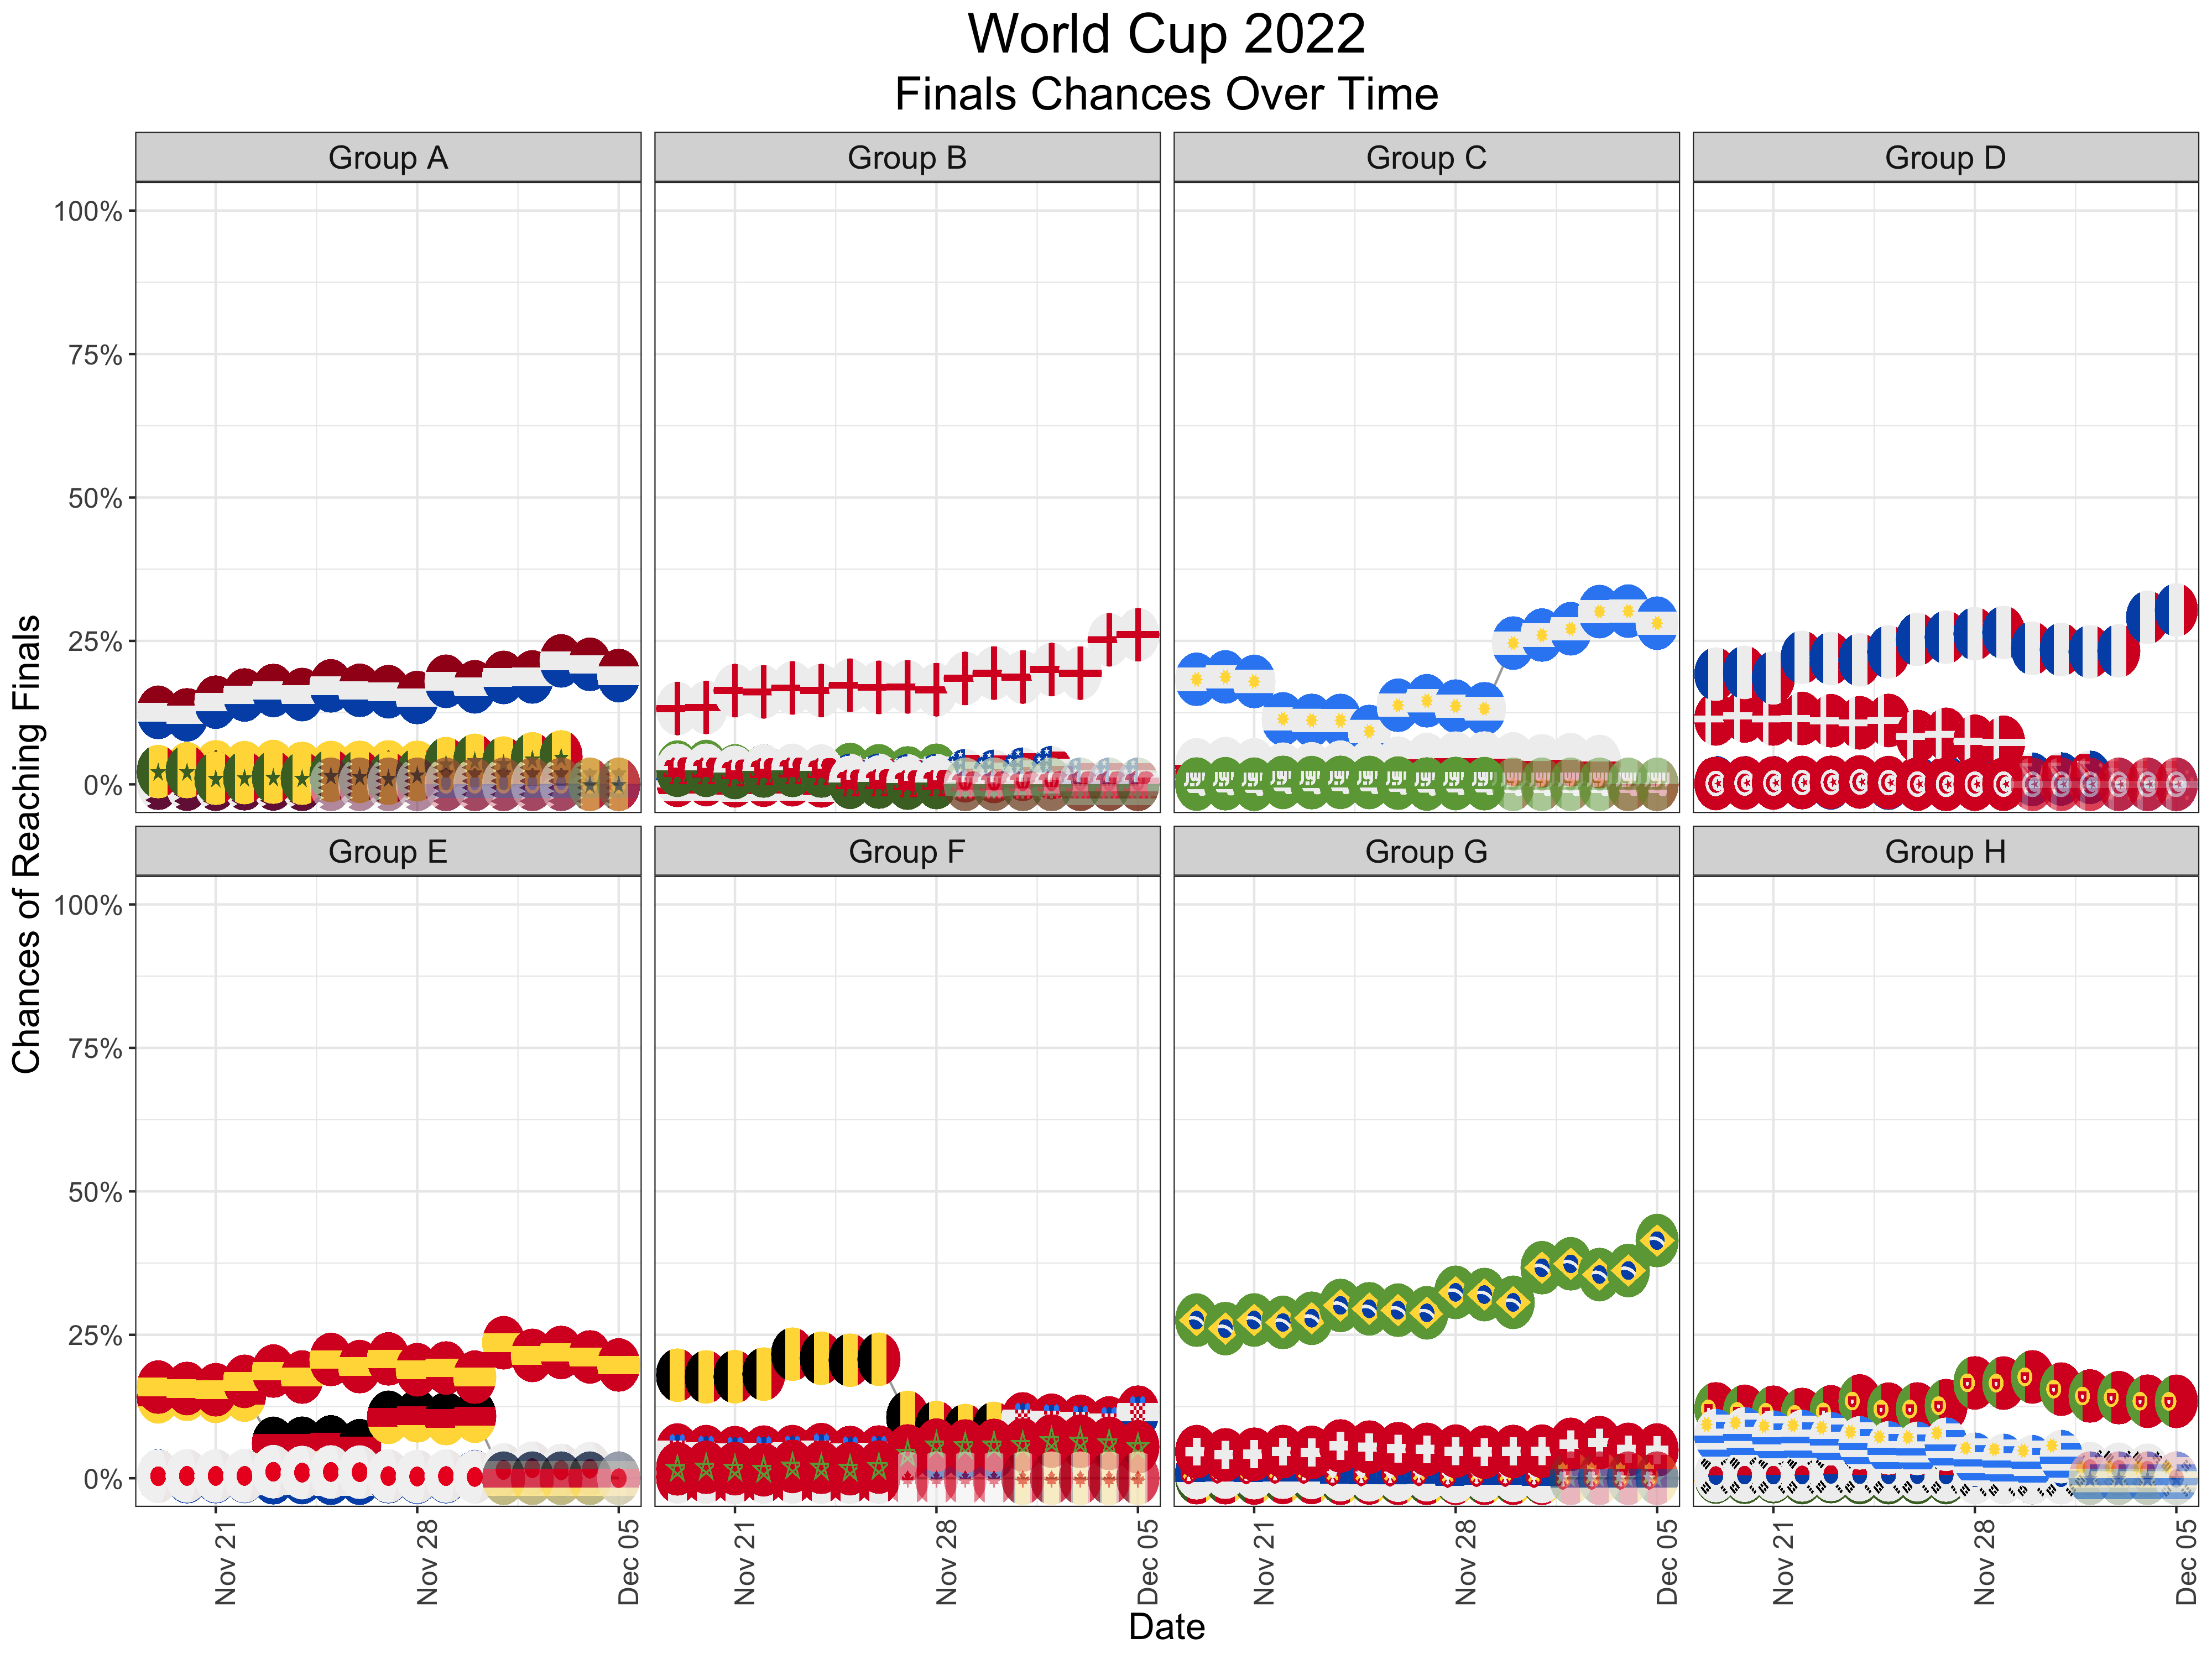 World Cup 2022
Finals Chances Over Time
Group A
Group B
Group C
Group D
100%
75%
50%
25%
0%
Group E
Group F
Group G
Group H
100%
75%
50%
25%
0%
Chances of Reaching Finals
Nov 21
Nov 28
Dec 05
Nov 21
Nov 28
Dec 05
Nov 21
Nov 28
Dec 05
Nov 21
Nov 28
Dec 05
Date